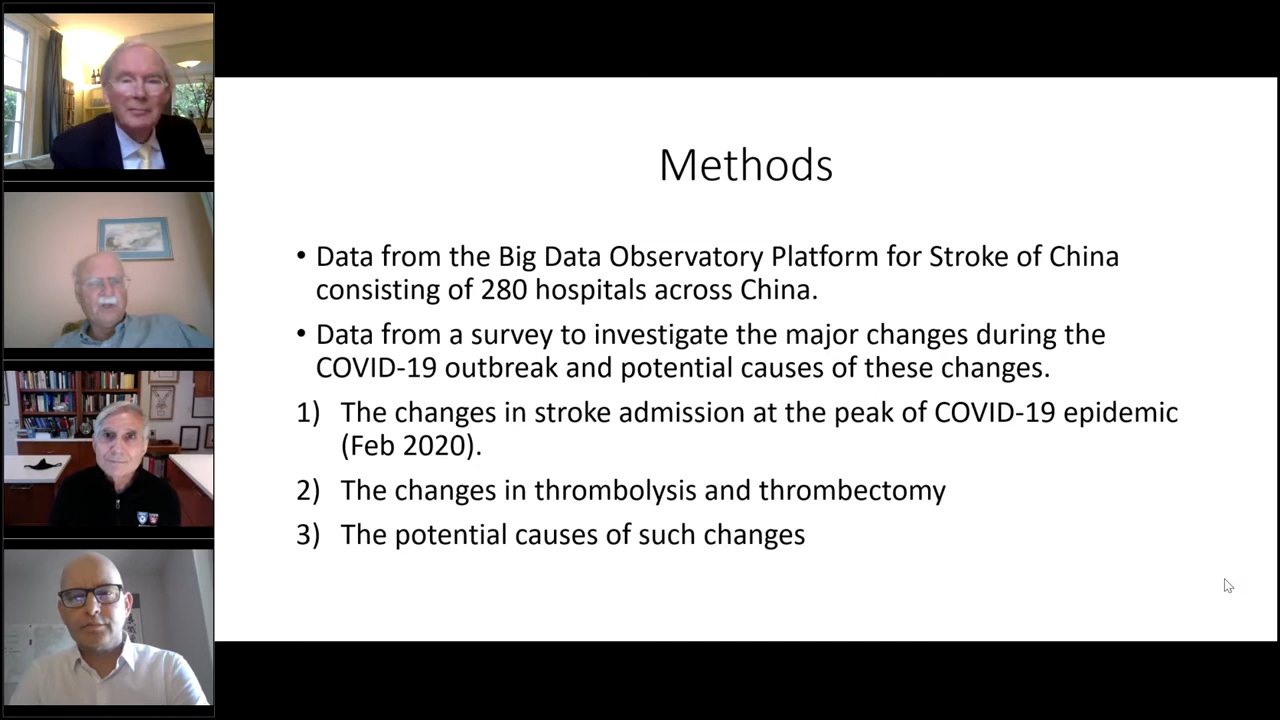 Methods
• Data from the Big Data Observatory Platform for Stroke of China
consisting of 280 hospitals across China.
• Data from a survey to investigate the major changes during the
COVID-19 outbreak and potential causes of these changes.
1) The changes in stroke admission at the peak of COVID-19 epidemic
(Feb 2020).
2) The changes in thrombolysis and thrombectomy
3) The potential causes of such changes